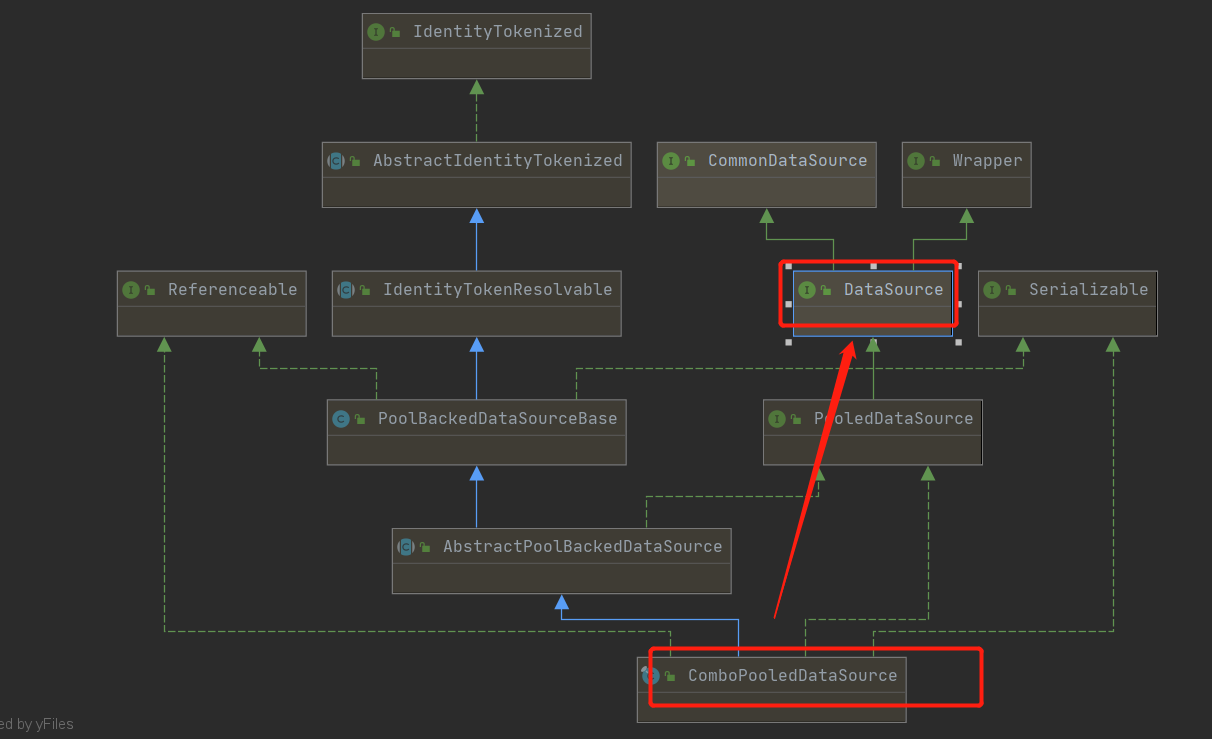 IdentityTokenized
AbstractIdentityTokenized
CommonDataSource
Wrapper
Referenceable
IdentityTokenResolvable
DataSource
Serializable
PoolBackedDataSourceBase
PooledDataSource
AbstractPoolBackedDataSource
ComboPooledDataSource
ed by yFiles